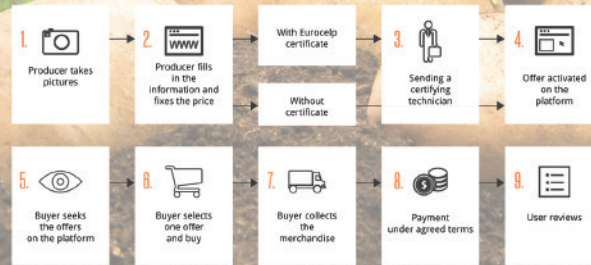 1.
Producer takes
pictures
2.
WWW
Producer fills
in the
information and
fixes the price
With Eurocelp
certificate
Without
certificate
3.
Sending a
certifying
technician
4.
Offer activated
on the
platform
5.
Buyer seeks
the offers
on the platform
6.
Buyer selects
one offer
and buy
7.
Buyer collects
the
merchandise
8.
$
Payment
under agreed terms
9.
User reviews